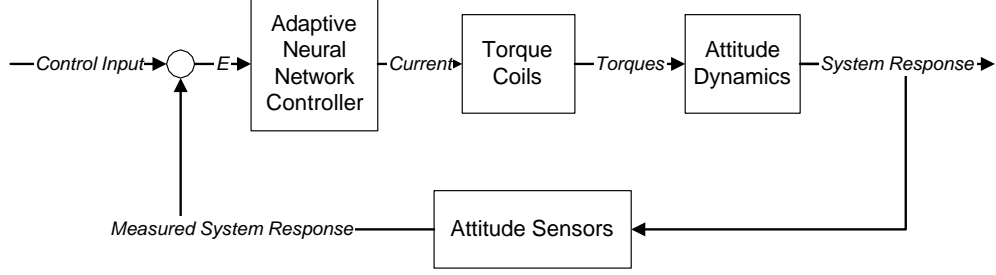 Control Input
E
Adaptive
Neural
Network
Controller
Current
Torque
Coils
Torques
Attitude
Dynamics
System Response
Measured System Response
Attitude Sensors